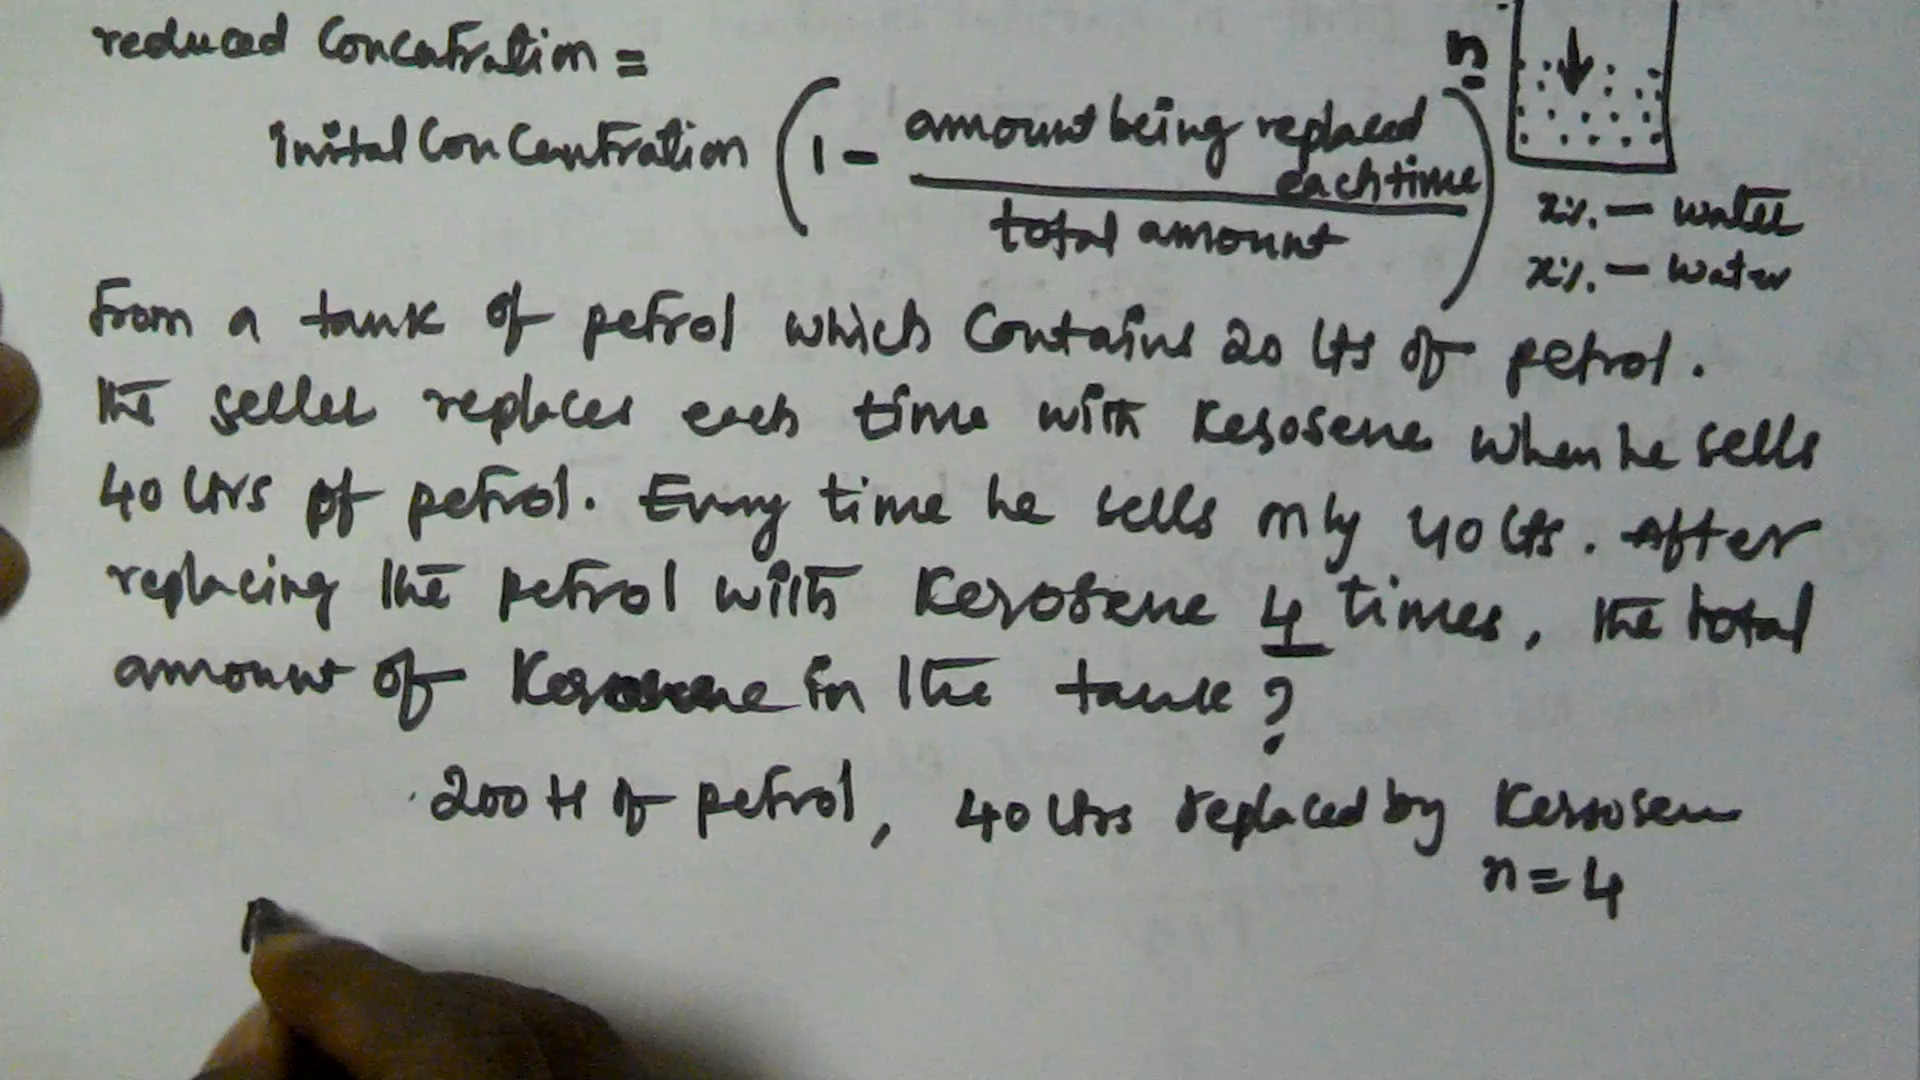 reduced Concentration =
Inital Concentration (1 - amount being replaced each time / total amount)^n
x% - water
x% - water
From a tank of petrol which Contains 20 lts of petrol.
the seller replaces each time with Kerosene when he sells
40 ltrs of petrol. Every time he sells only 40 lts. After
replacing the petrol with Kerosene 4 times, the total
amount of Kerosene in the tank?
200 lt of petrol, 40 ltrs replaced by Kerosene
n = 4